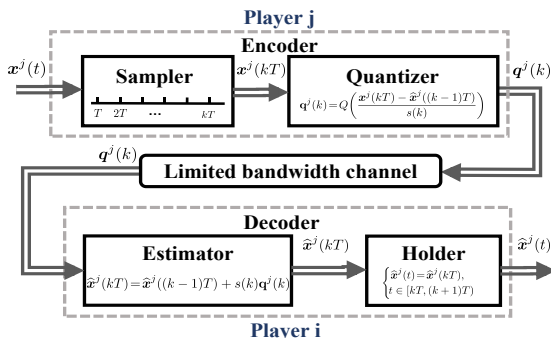 Player j
Encoder
x^j(t)
Sampler
T 2T ... kT
x^j(kT)
Quantizer
q^j(k)=Q((x^j(kT)−x̂^j((k−1)T))/s(k))
q^j(k)
q^j(k)
Limited bandwidth channel
Decoder
Estimator
x̂^j(kT)=x̂^j((k−1)T)+s(k)q^j(k)
x̂^j(kT)
Holder
{x̂^j(t)=x̂^j(kT),
t∈[kT,(k+1)T)
x̂^j(t)
Player i